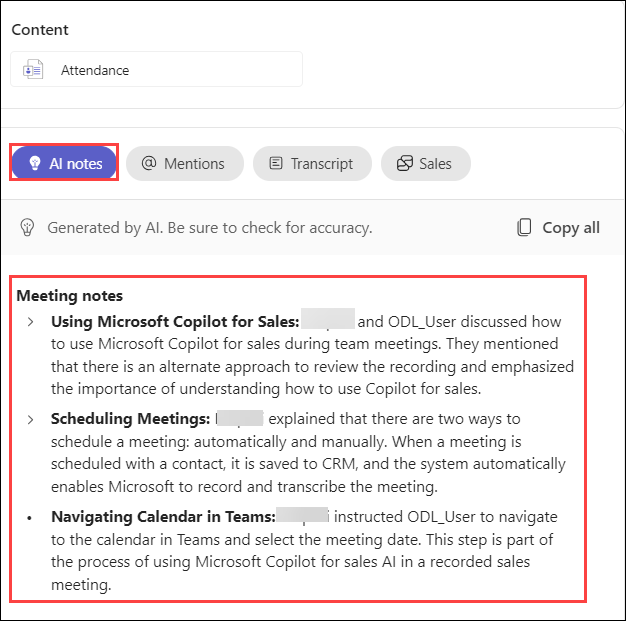 Content
Attendance
AI notes
Mentions
Transcript
Sales
Generated by AI. Be sure to check for accuracy.
Copy all
Meeting notes
Using Microsoft Copilot for Sales: and ODL_User discussed how
to use Microsoft Copilot for sales during team meetings. They mentioned
that there is an alternate approach to review the recording and emphasized
the importance of understanding how to use Copilot for sales.
Scheduling Meetings: explained that there are two ways to
schedule a meeting: automatically and manually. When a meeting is
scheduled with a contact, it is saved to CRM, and the system automatically
enables Microsoft to record and transcribe the meeting.
Navigating Calendar in Teams: instructed ODL_User to navigate
to the calendar in Teams and select the meeting date. This step is part of
the process of using Microsoft Copilot for sales AI in a recorded sales
meeting.